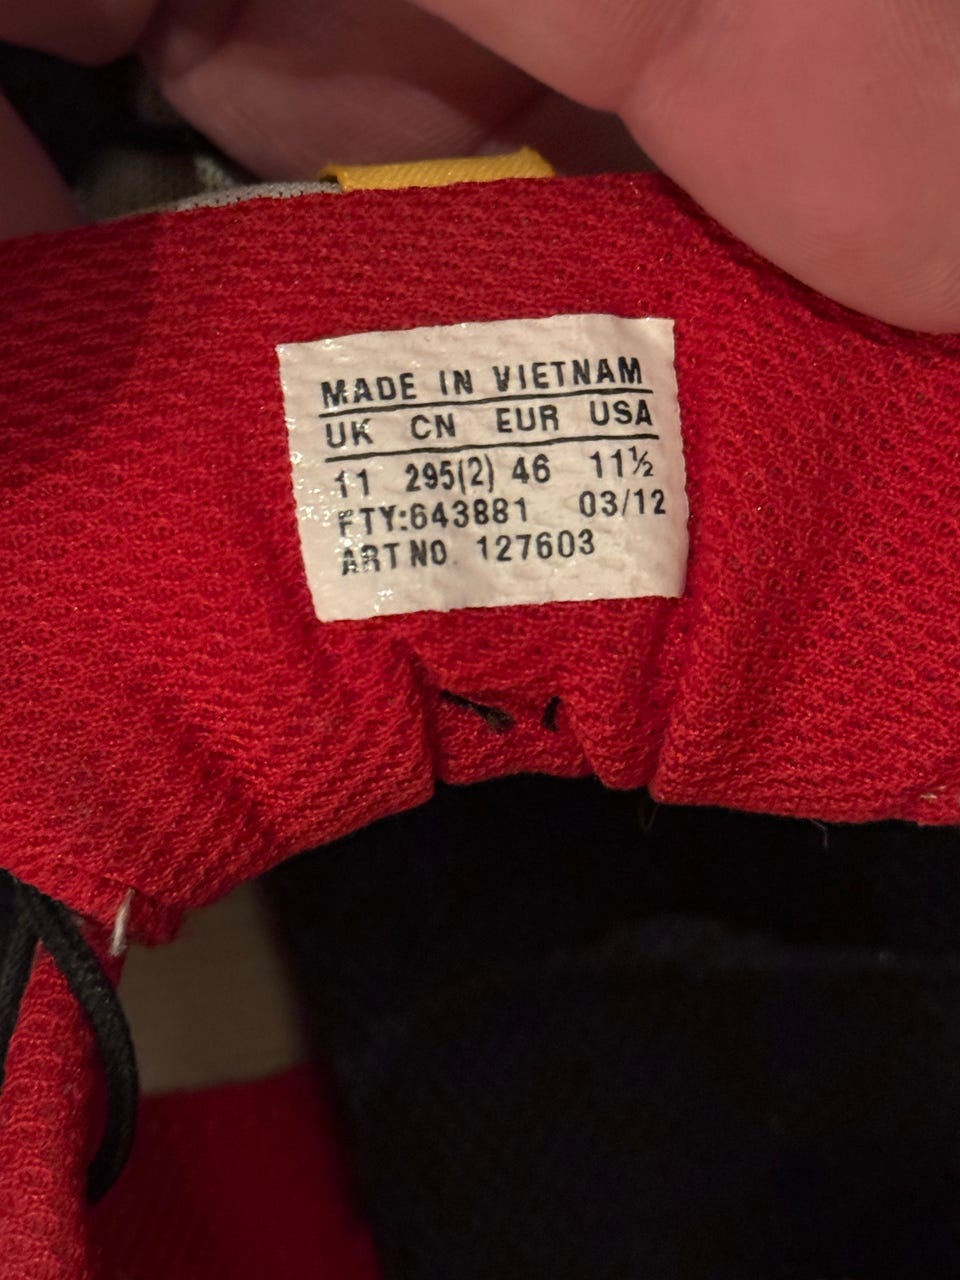 MADE IN VIETNAM
UK CN EUR USA
11 295(2) 46 11½
FTY:643881 03/12
ART NO. 127603